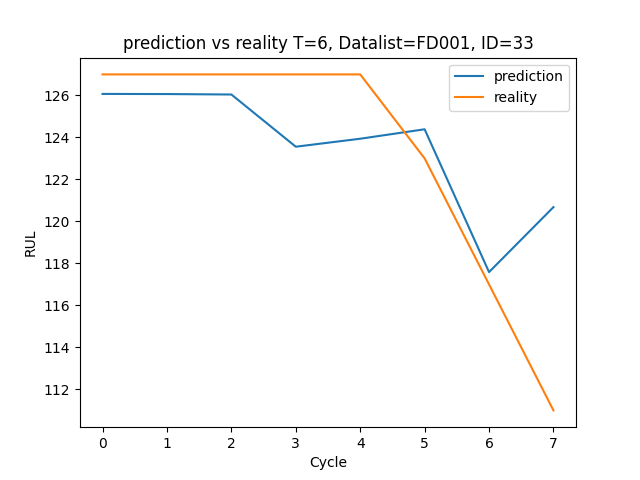 prediction vs reality T=6, Datalist=FD001, ID=33
prediction
reality
126
124
122
120
118
116
114
112
RUL
0 1 2 3 4 5 6 7
Cycle